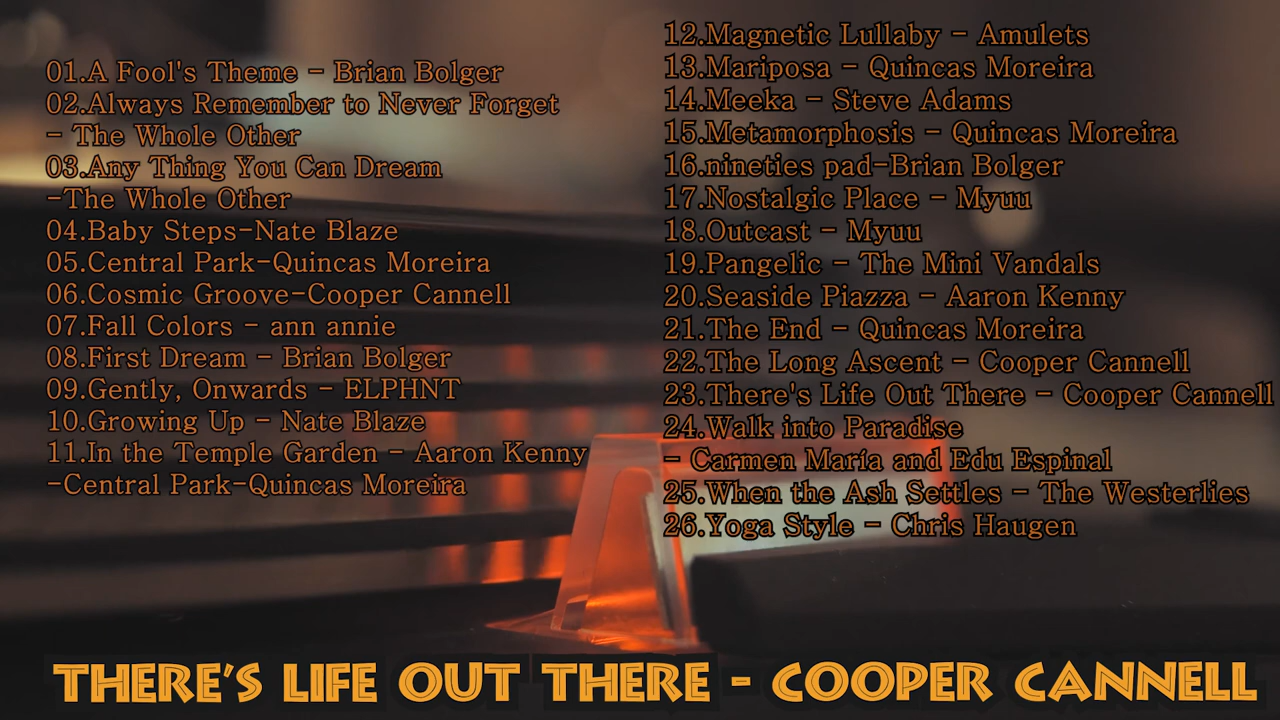 01.A Fool's Theme - Brian Bolger
02.Always Remember to Never Forget
- The Whole Other
03.Any Thing You Can Dream
-The Whole Other
04.Baby Steps-Nate Blaze
05.Central Park-Quincas Moreira
06.Cosmic Groove-Cooper Cannell
07.Fall Colors - ann annie
08.First Dream - Brian Bolger
09.Gently, Onwards - ELPHNT
10.Growing Up - Nate Blaze
11.In the Temple Garden - Aaron Kenny
-Central Park-Quincas Moreira
12.Magnetic Lullaby - Amulets
13.Mariposa - Quincas Moreira
14.Meeka - Steve Adams
15.Metamorphosis - Quincas Moreira
16.nineties pad-Brian Bolger
17.Nostalgic Place - Myuu
18.Outcast - Myuu
19.Pangelic - The Mini Vandals
20.Seaside Piazza - Aaron Kenny
21.The End - Quincas Moreira
22.The Long Ascent - Cooper Cannell
23.There's Life Out There - Cooper Cannell
24.Walk into Paradise
- Carmen María and Edu Espinal
25.When the Ash Settles - The Westerlies
26.Yoga Style - Chris Haugen
THERE'S LIFE OUT THERE - COOPER CANNELL